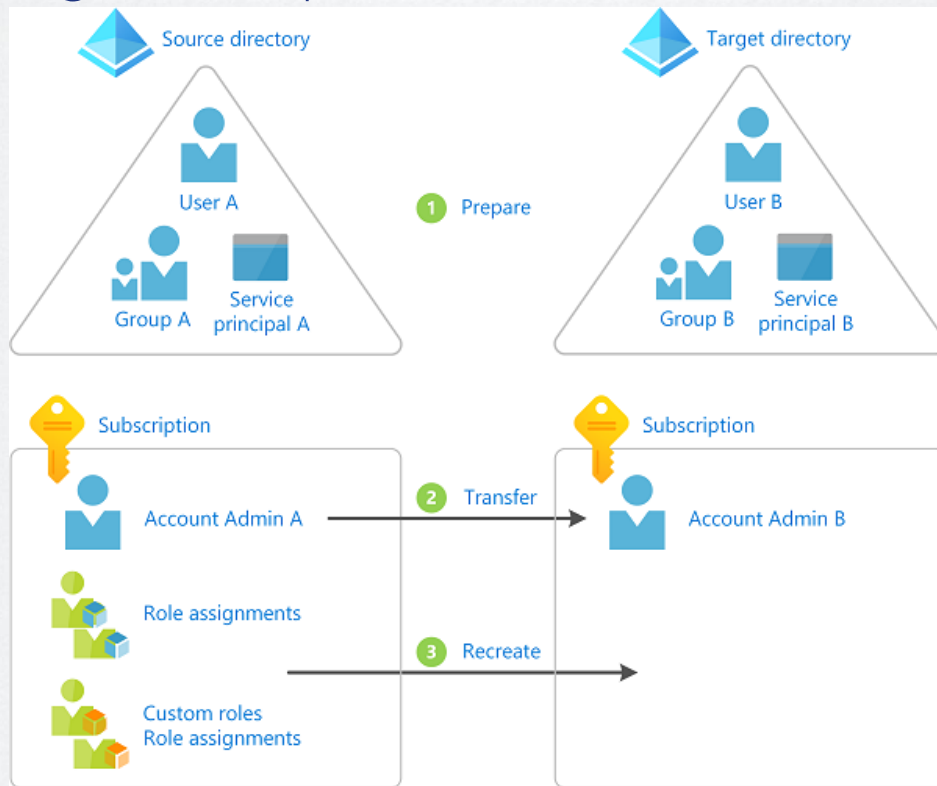 Source directory
Target directory
User A
User B
1 Prepare
Group A
Service
principal A
Group B
Service
principal B
Subscription
Subscription
2 Transfer
Account Admin A
Account Admin B
Role assignments
3 Recreate
Custom roles
Role assignments